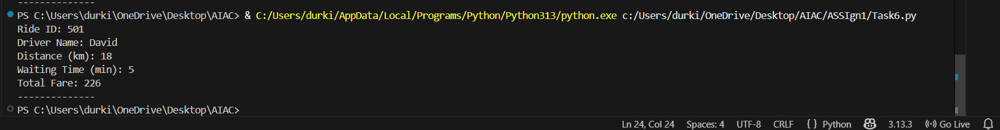 --------------
PS C:\Users\durki\OneDrive\Desktop\AIAC> & C:/Users/durki/AppData/Local/Programs/Python/Python313/python.exe c:/Users/durki/OneDrive/Desktop/AIAC/ASSIgn1/Task6.py
Ride ID: 501
Driver Name: David
Distance (km): 18
Waiting Time (min): 5
Total Fare: 226
--------------
PS C:\Users\durki\OneDrive\Desktop\AIAC>
Ln 24, Col 24 Spaces: 4 UTF-8 CRLF { } Python 3.13.3 Go Live